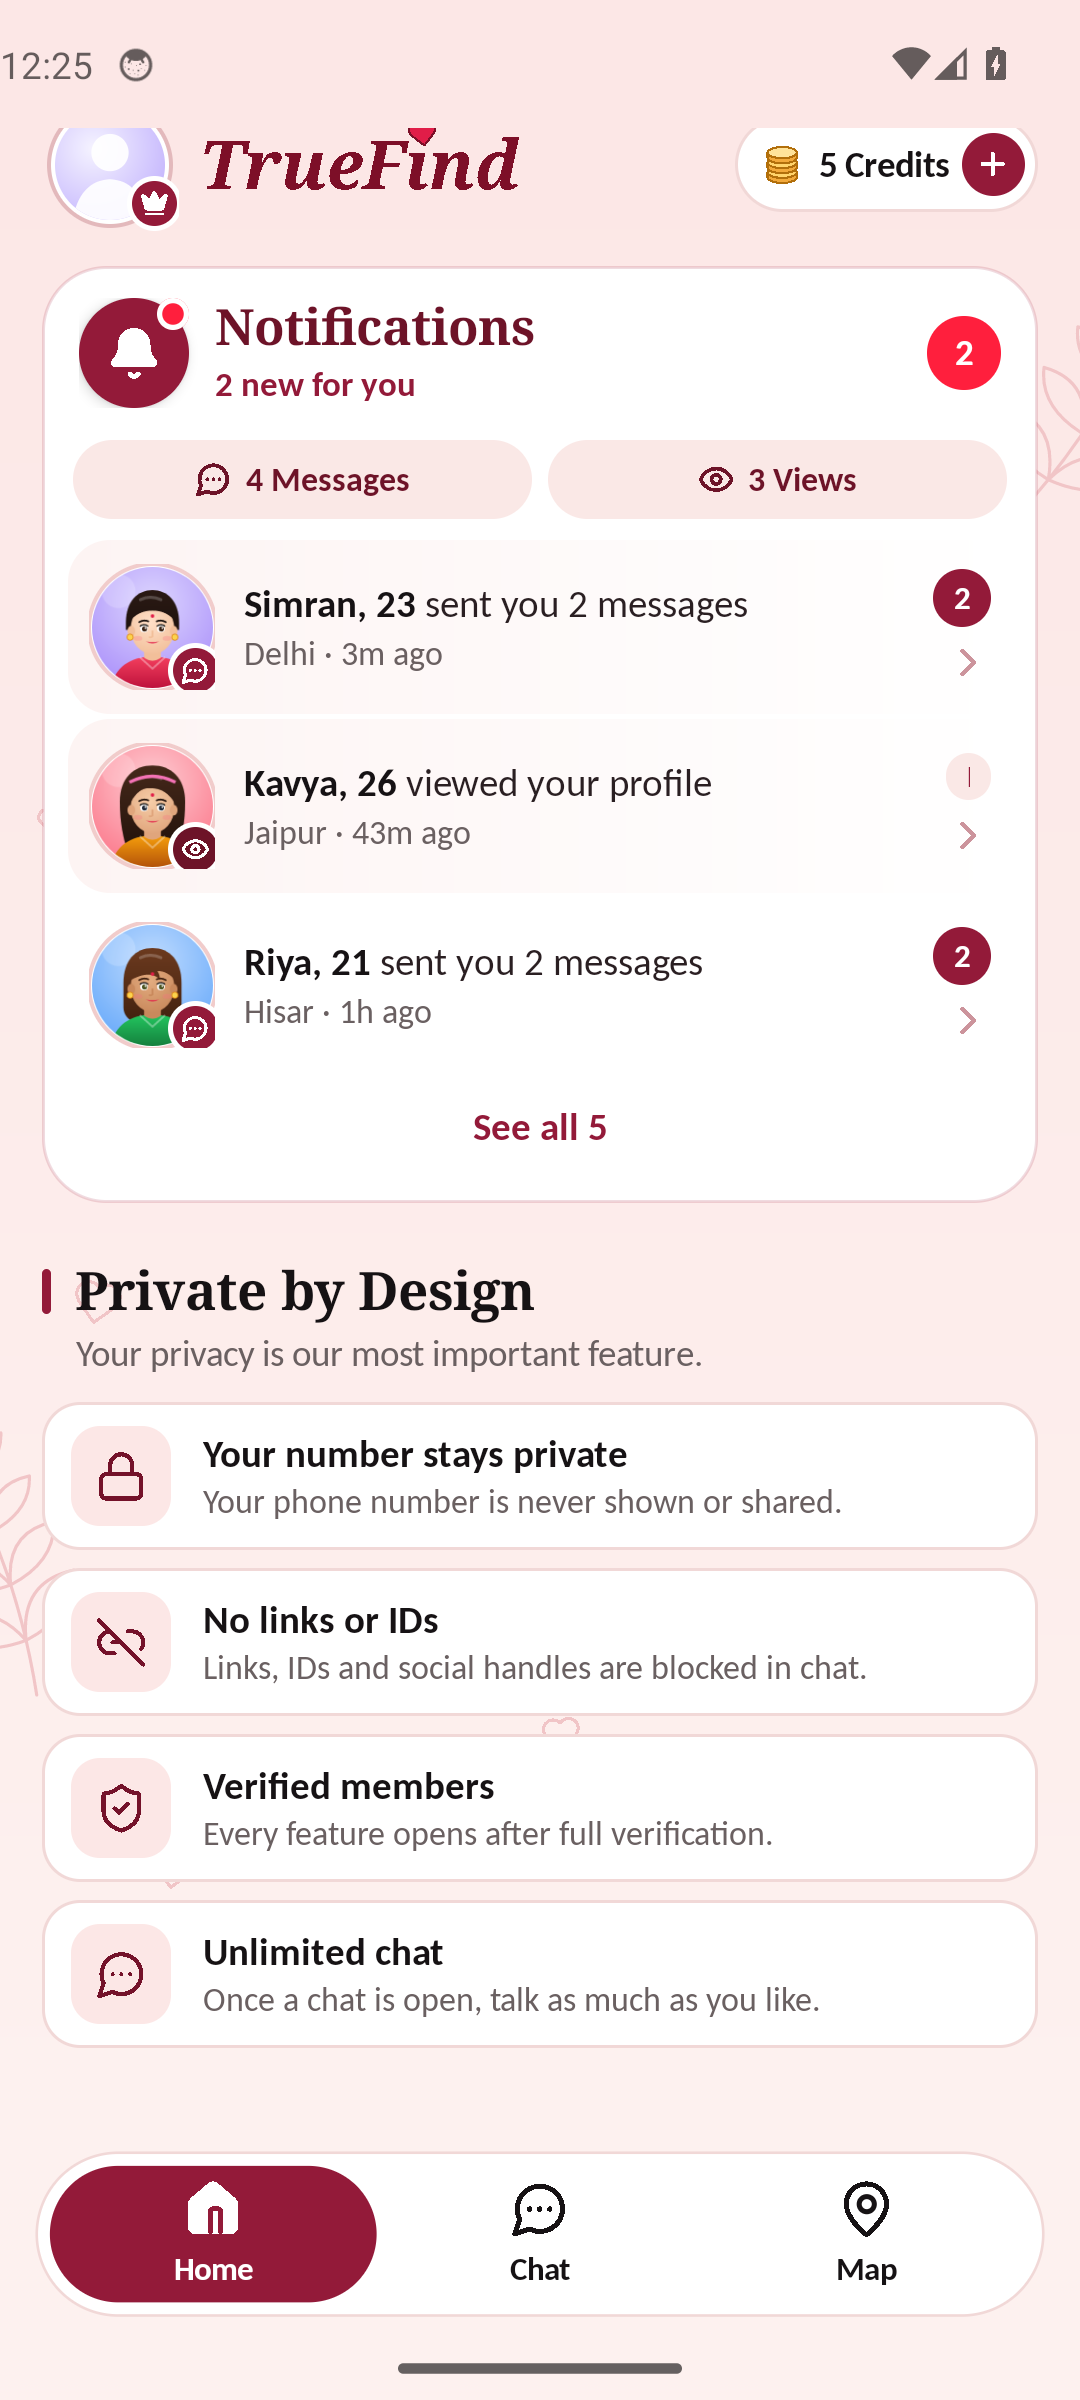 12:25
TrueFind
5 Credits
Notifications
2 new for you
2
4 Messages
3 Views
Simran, 23 sent you 2 messages
Delhi · 3m ago
2
Kavya, 26 viewed your profile
Jaipur · 43m ago
Riya, 21 sent you 2 messages
Hisar · 1h ago
2
See all 5
Private by Design
Your privacy is our most important feature.
Your number stays private
Your phone number is never shown or shared.
No links or IDs
Links, IDs and social handles are blocked in chat.
Verified members
Every feature opens after full verification.
Unlimited chat
Once a chat is open, talk as much as you like.
Home
Chat
Map